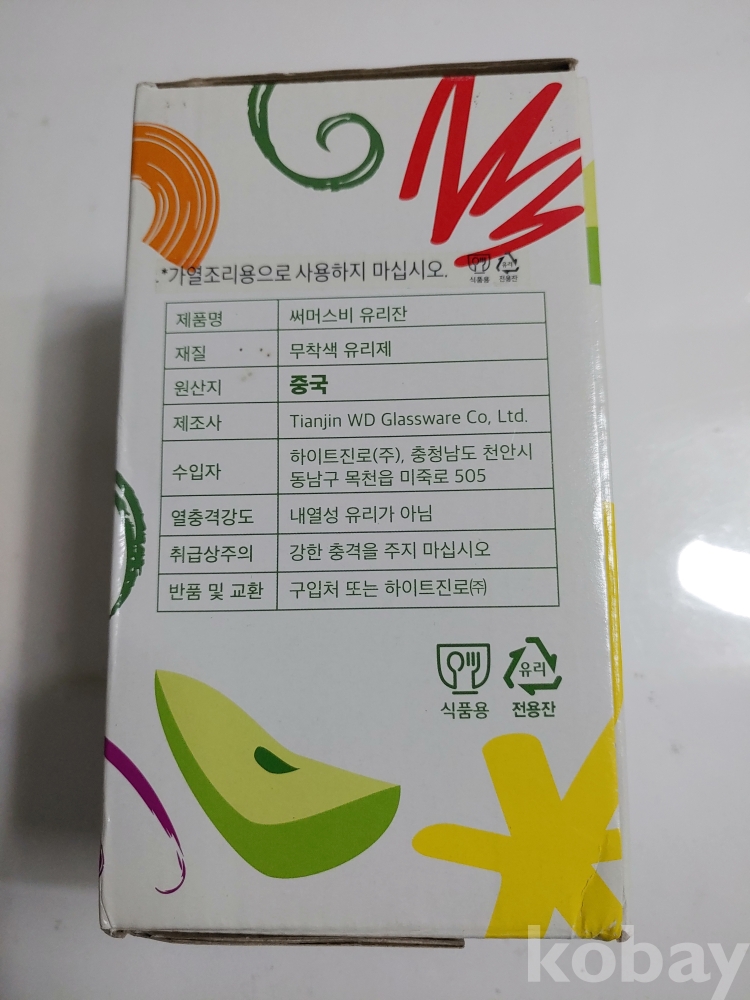 *가열조리용으로 사용하지 마십시오.
식품용 유리 전용잔
제품명 써머스비 유리잔
재질 무착색 유리제
원산지 중국
제조사 Tianjin WD Glassware Co, Ltd.
수입자 하이트진로(주), 충청남도 천안시
동남구 목천읍 미죽로 505
열충격강도 내열성 유리가 아님
취급상주의 강한 충격을 주지 마십시오
반품 및 교환 구입처 또는 하이트진로㈜
유리
식품용 전용잔
kobay